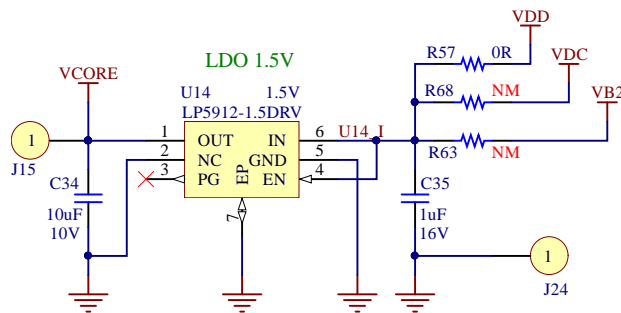 LDO 1.5V
VDD
VDC
VB2
VCORE
R57 0R
R68 NM
R63 NM
U14 1.5V
LP5912-1.5DRV
1 OUT IN 6 U14_I
2 NC GND 5
3 PG EP EN 4
7
1
J15
C34
10uF
10V
C35
1uF
16V
1
J24